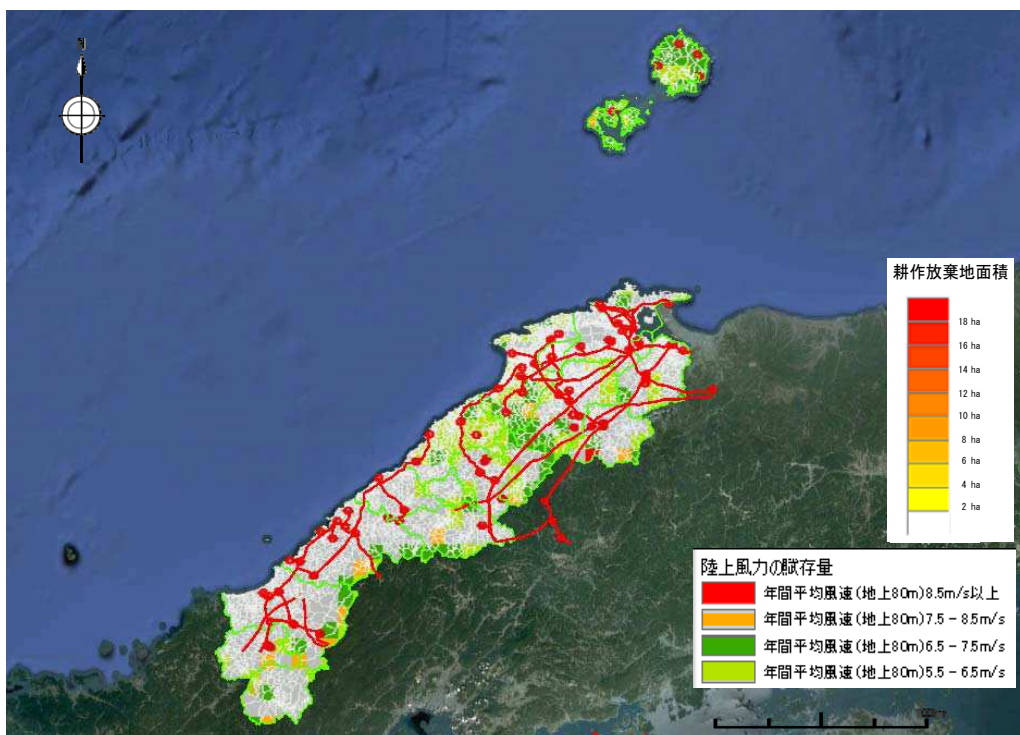 N
耕作放棄地面積
18 ha
16 ha
14 ha
12 ha
10 ha
8 ha
6 ha
4 ha
2 ha
陸上風力の賦存量
年間平均風速(地上80m)8.5m/s以上
年間平均風速(地上80m)7.5 - 8.5m/s
年間平均風速(地上80m)6.5 - 7.5m/s
年間平均風速(地上80m)5.5 - 6.5m/s